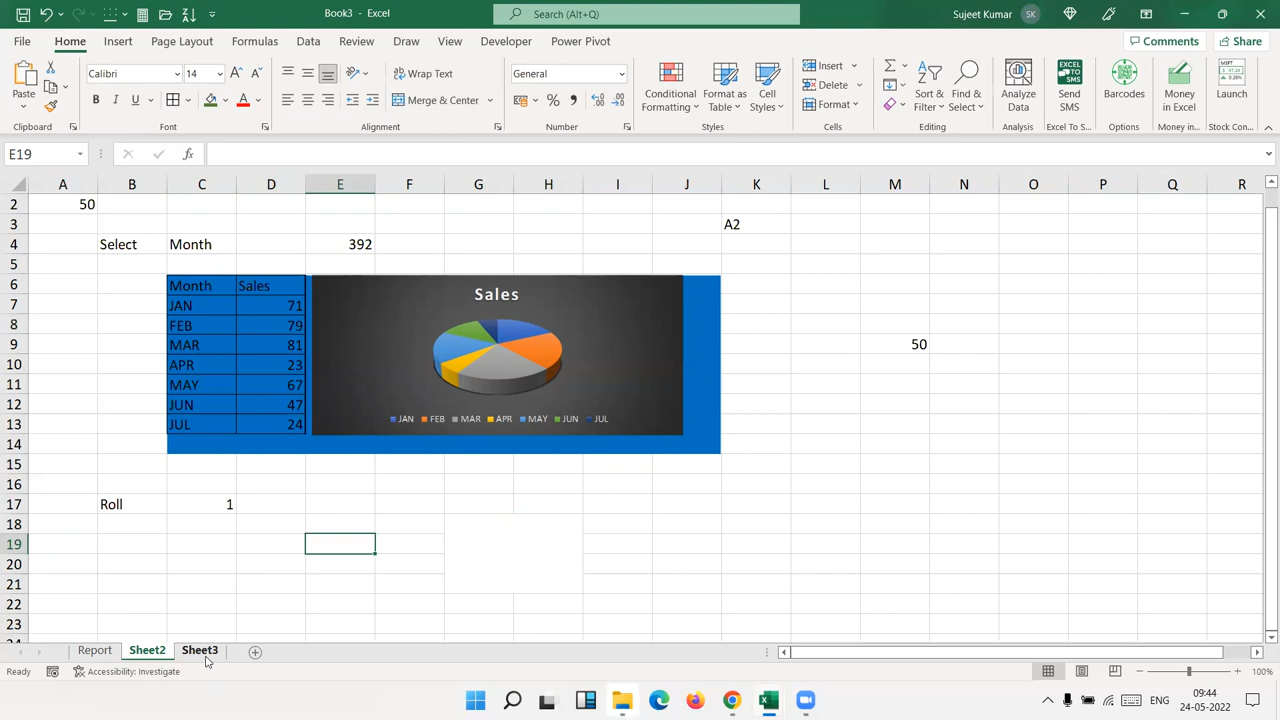 Book3 - Excel
Search (Alt+Q)
Sujeet Kumar
SK
File Home Insert Page Layout Formulas Data Review View Draw Developer Power Pivot
Comments
Share
Paste
Clipboard
Calibri 14
B I U
Font
Wrap Text
Merge & Center
Alignment
General
Number
Conditional Formatting
Format as Table
Cell Styles
Styles
Insert
Delete
Format
Cells
Sort & Filter
Find & Select
Editing
Analyze Data
Analysis
Send SMS
Excel To S...
Barcodes
Options
Money in Excel
Money in...
Launch
Stock Con...
E19
fx
A B C D E F G H I J K L M N O P Q R
2 50
3 A2
4 Select Month 392
5
6 Month Sales
7 JAN 71
8 FEB 79
9 MAR 81 50
10 APR 23
11 MAY 67
12 JUN 47
13 JUL 24
Sales
JAN FEB MAR APR MAY JUN JUL
14
15
16
17 Roll 1
18
19
20
21
22
23
Report Sheet2 Sheet3
Ready
Accessibility: Investigate
100%
ENG
09:44
24-05-2022